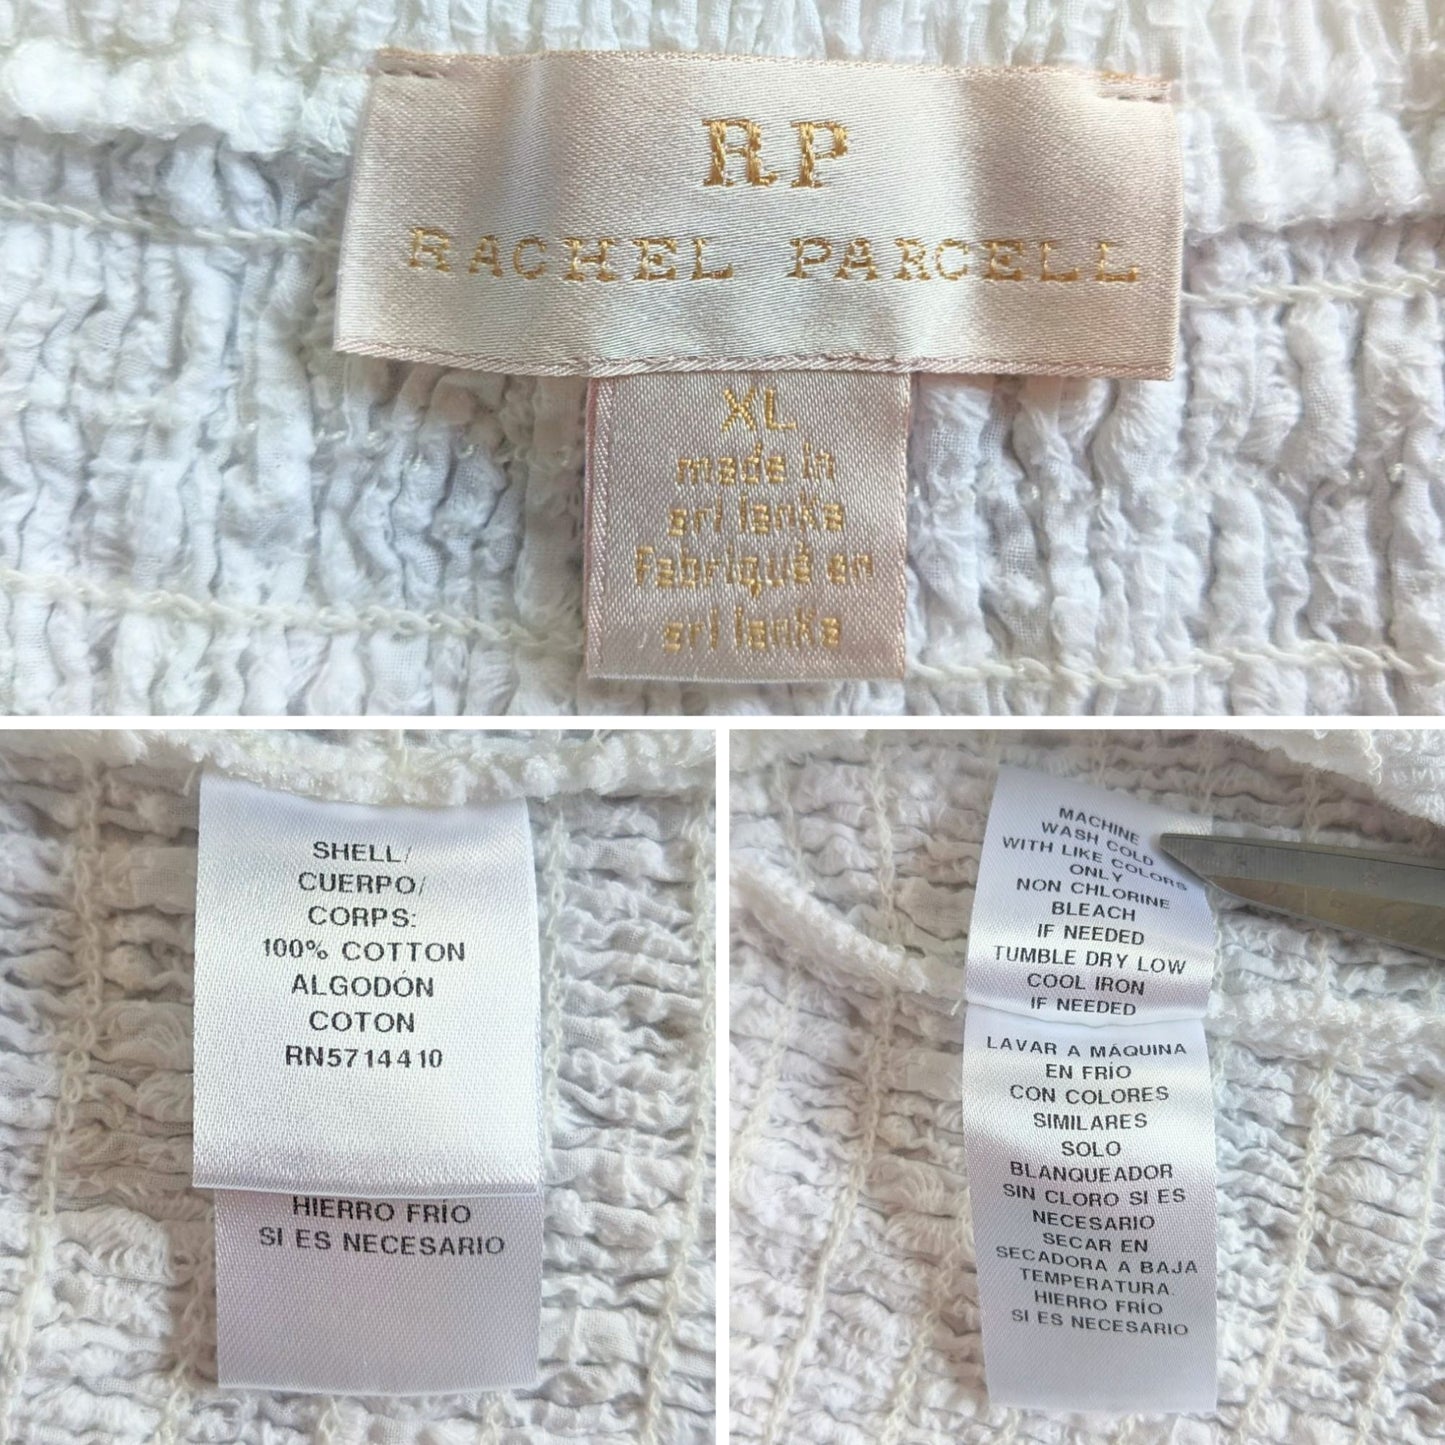 RP
RACHEL PARCELL
XL
made in
sri lanka
Fabriqué en
sri lanka
SHELL/
CUERPO/
CORPS:
100% COTTON
ALGODÓN
COTON
RN5714410
HIERRO FRÍO
SI ES NECESARIO
MACHINE
WASH COLD
WITH LIKE COLORS
ONLY
NON CHLORINE
BLEACH
IF NEEDED
TUMBLE DRY LOW
COOL IRON
IF NEEDED
LAVAR A MÁQUINA
EN FRÍO
CON COLORES
SIMILARES
SOLO
BLANQUEADOR
SIN CLORO SI ES
NECESARIO
SECAR EN
SECADORA A BAJA
TEMPERATURA.
HIERRO FRÍO
SI ES NECESARIO